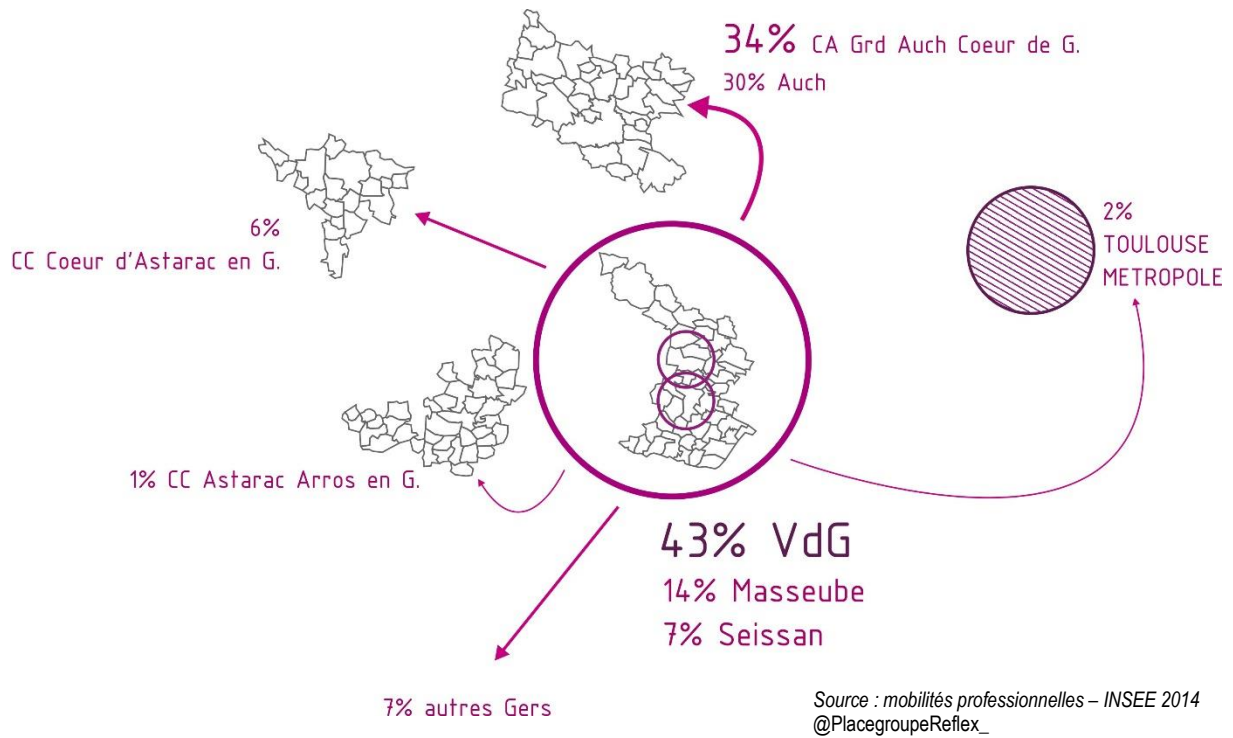 34% CA Grd Auch Coeur de G.
30% Auch
6%
CC Coeur d'Astarac en G.
2%
TOULOUSE
METROPOLE
1% CC Astarac Arros en G.
43% VdG
14% Masseube
7% Seissan
7% autres Gers
Source : mobilités professionnelles – INSEE 2014
@PlacegroupeReflex_